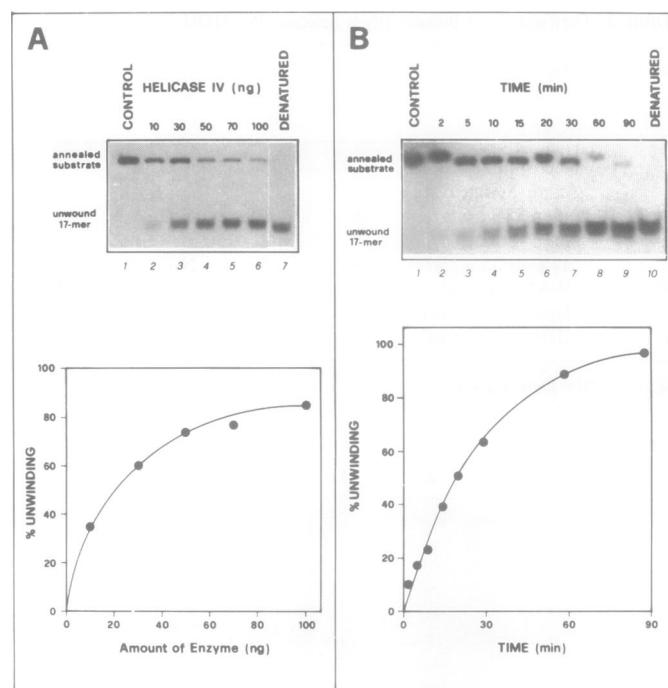 A
CONTROL
HELICASE IV (ng)
10 30 50 70 100
DENATURED
annealed
substrate
unwound
17-mer
1 2 3 4 5 6 7
% UNWINDING
100
80
60
40
20
0
0 20 40 60 80 100
Amount of Enzyme (ng)
B
CONTROL
TIME (min)
2 5 10 15 20 30 60 90
DENATURED
annealed
substrate
unwound
17-mer
1 2 3 4 5 6 7 8 9 10
% UNWINDING
100
80
60
40
20
0
0 30 60 90
TIME (min)